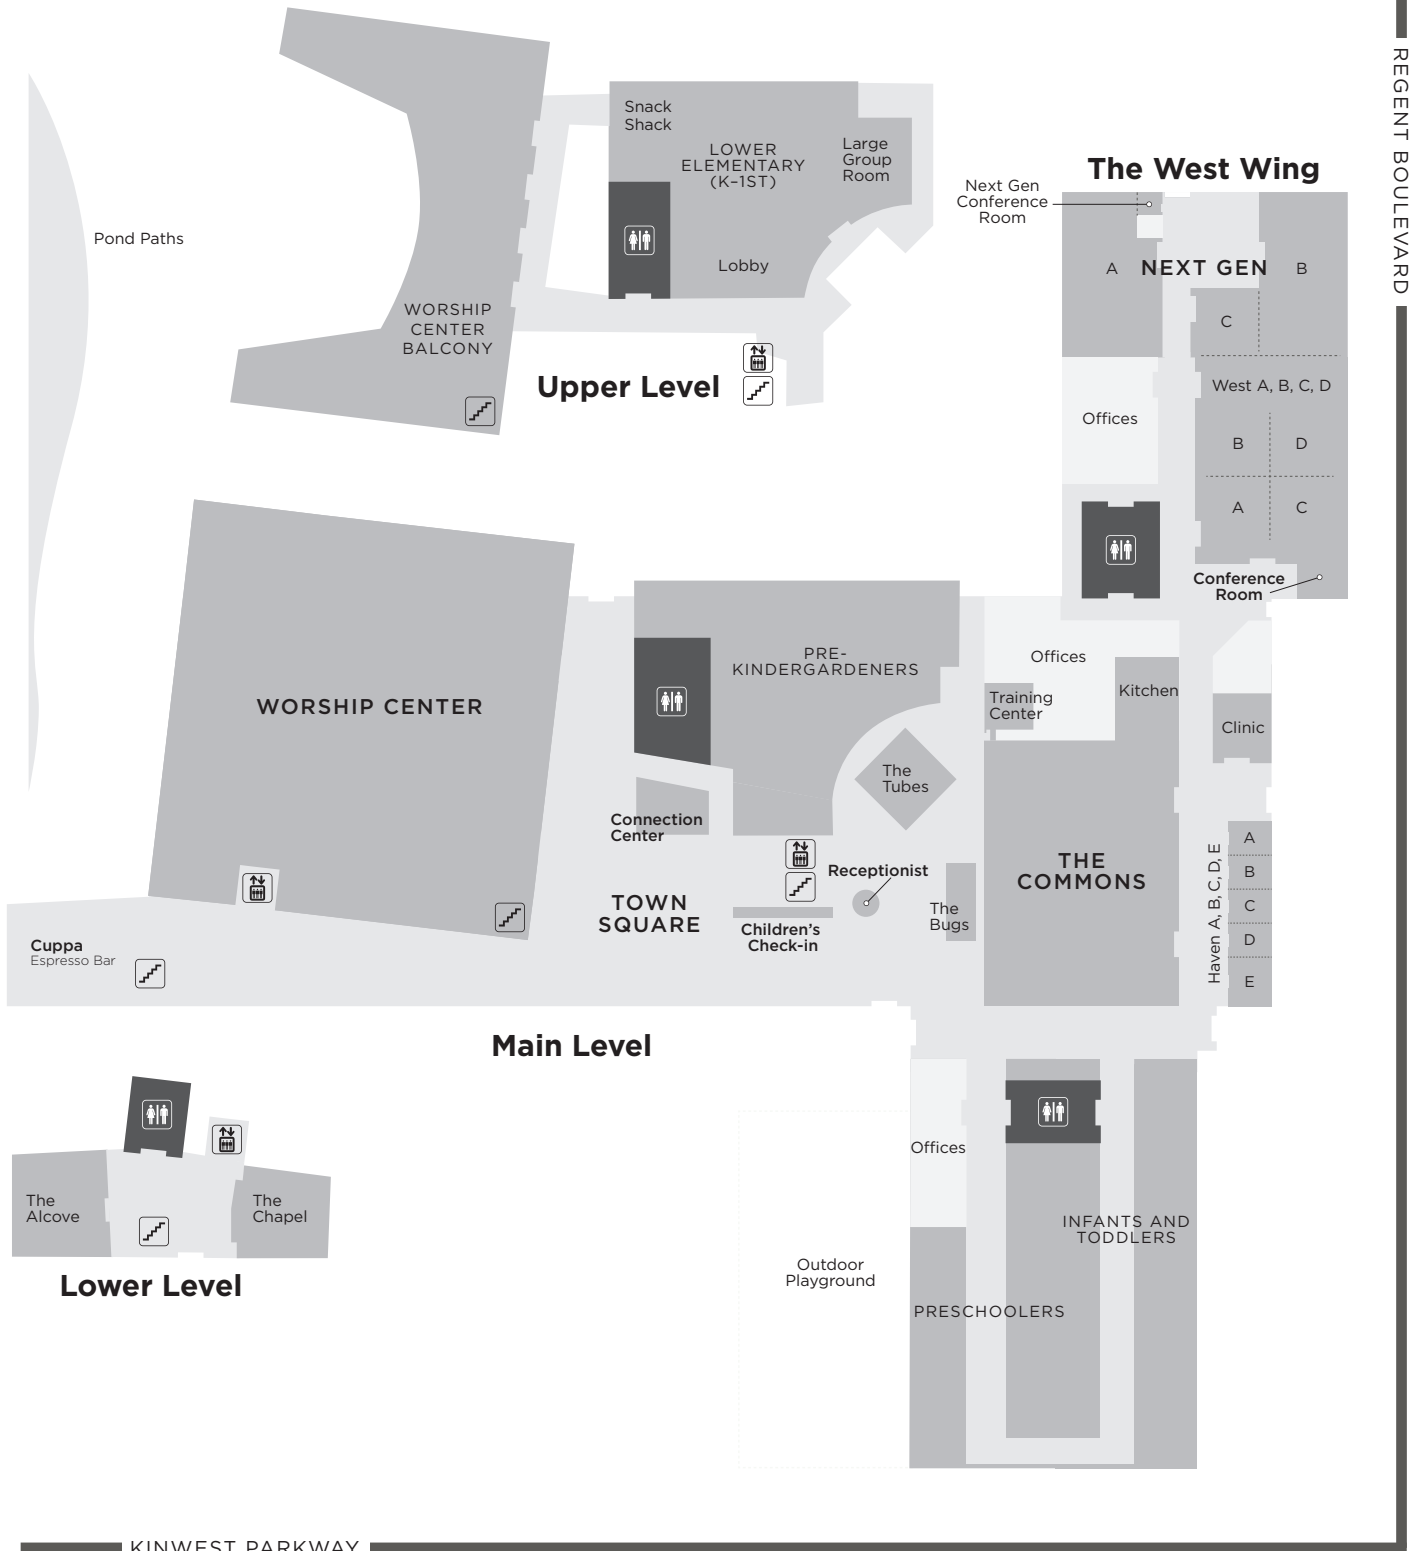 REGENT BOULEVARD
Snack
Shack
LOWER
ELEMENTARY
(K–1ST)
Large
Group
Room
Lobby
Pond Paths
WORSHIP
CENTER
BALCONY
Upper Level
The West Wing
Next Gen
Conference
Room
A
NEXT GEN
B
C
West A, B, C, D
Offices
B
D
A
C
Conference
Room
WORSHIP CENTER
PRE-
KINDERGARDENERS
Offices
Training
Center
Kitchen
Clinic
The
Tubes
Connection
Center
Receptionist
THE
COMMONS
Haven A, B, C, D, E
A
B
C
D
E
TOWN
SQUARE
The
Bugs
Children's
Check-in
Cuppa
Espresso Bar
Main Level
The
Alcove
The
Chapel
Lower Level
Offices
INFANTS AND
TODDLERS
Outdoor
Playground
PRESCHOOLERS
KINWEST PARKWAY